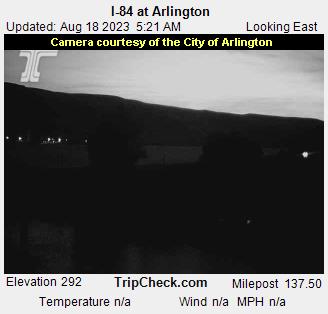 I-84 at Arlington
Updated: Aug 18 2023 5:21 AM Looking East
Camera courtesy of the City of Arlington
Elevation 292 TripCheck.com Milepost 137.50
Temperature n/a Wind n/a MPH n/a